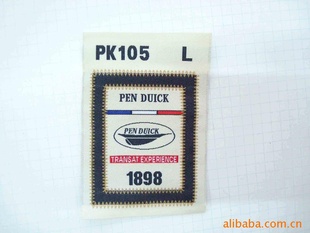 PK105 L
PEN DUICK
PEN DUICK
TRANSAT EXPERIENCE
1898
alibaba.com.cn